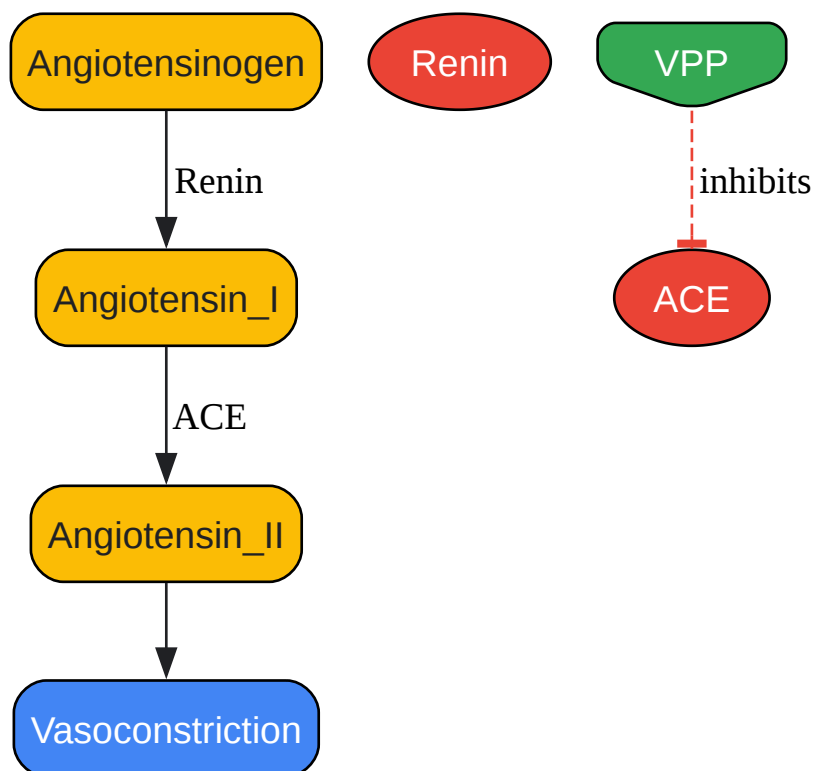 Angiotensinogen
Renin
VPP
Renin
inhibits
Angiotensin_I
ACE
ACE
Angiotensin_II
Vasoconstriction